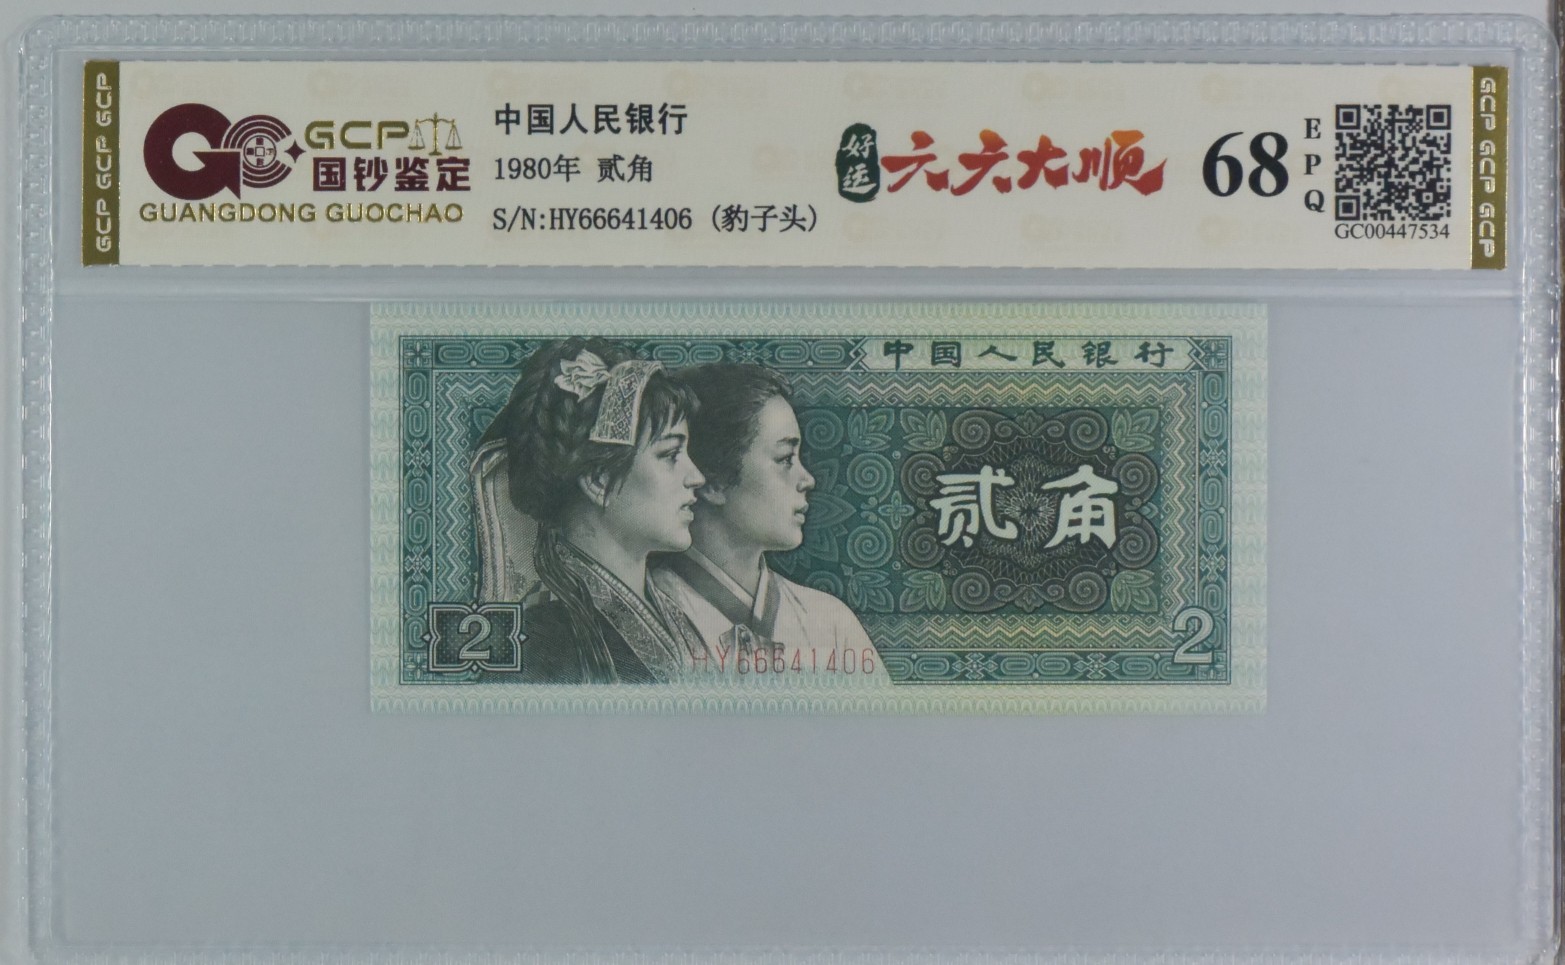 GCP GCP GCP
GCP
国钞鉴定
GUANGDONG GUOCHAO
中国人民银行
1980年 贰角
S/N:HY66641406 (豹子头)
好运
六六大顺
68
EPQ
GC00447534
GCP GCP GCP
中国人民银行
贰角
2
2
HY66641406